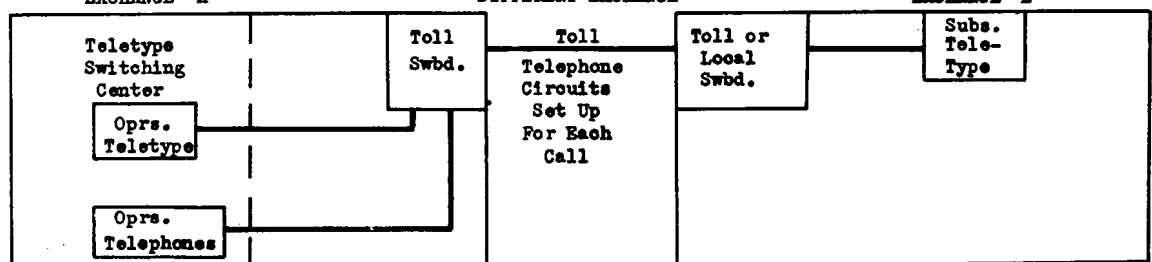 Teletype
Switching
Center
Oprs.
Teletype
Oprs.
Telephones
Toll
Swbd.
Toll
Telephone
Circuits
Set Up
For Each
Call
Toll or
Local
Swbd.
Subs.
Tele-
Type